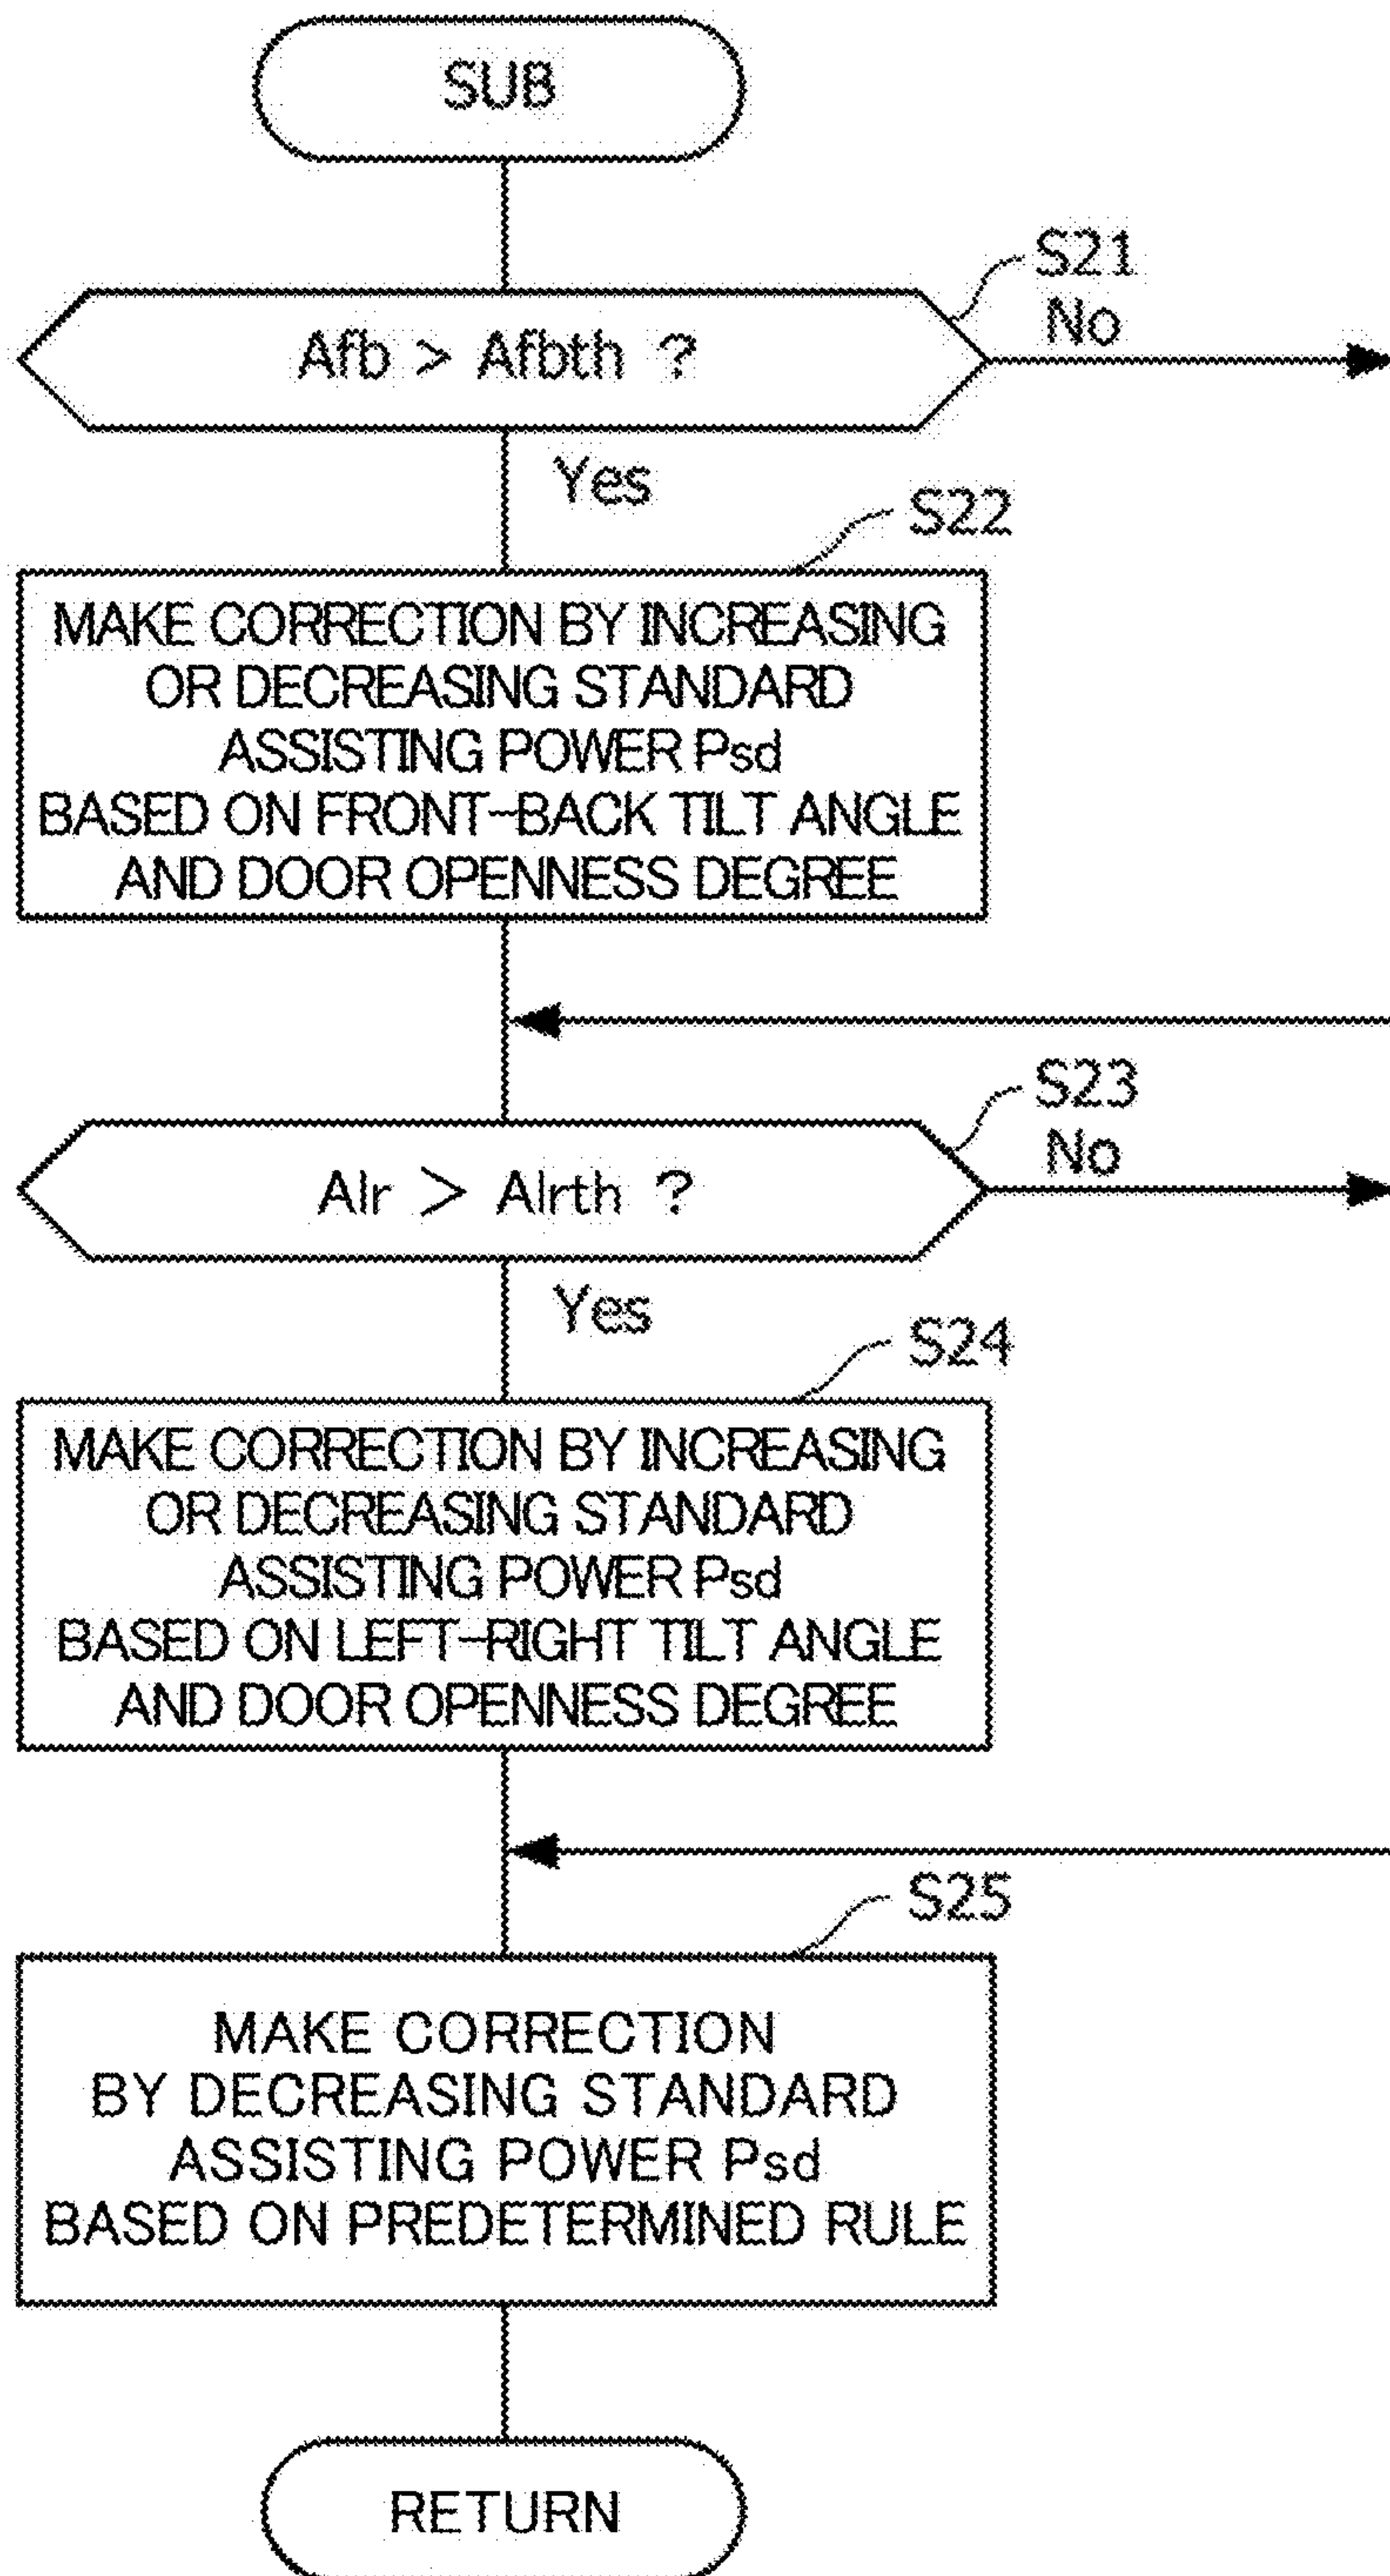 SUB
S21
No
Afb > Afbth ?
Yes
S22
MAKE CORRECTION BY INCREASING
OR DECREASING STANDARD
ASSISTING POWER Psd
BASED ON FRONT-BACK TILT ANGLE
AND DOOR OPENNESS DEGREE
S23
No
Alr > Alrth ?
Yes
S24
MAKE CORRECTION BY INCREASING
OR DECREASING STANDARD
ASSISTING POWER Psd
BASED ON LEFT-RIGHT TILT ANGLE
AND DOOR OPENNESS DEGREE
S25
MAKE CORRECTION
BY DECREASING STANDARD
ASSISTING POWER Psd
BASED ON PREDETERMINED RULE
RETURN